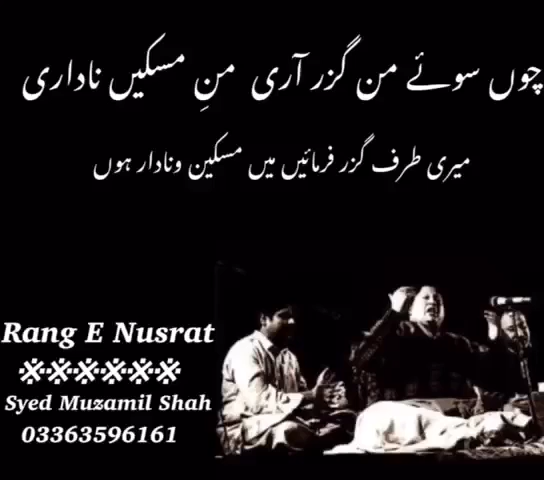 چوں سوئے من گزر آری منِ مسکیں ناداری
میری طرف گزر فرمائیں میں مسکین ونادار ہوں
Rang E Nusrat
※※※※※※
Syed Muzamil Shah
03363596161